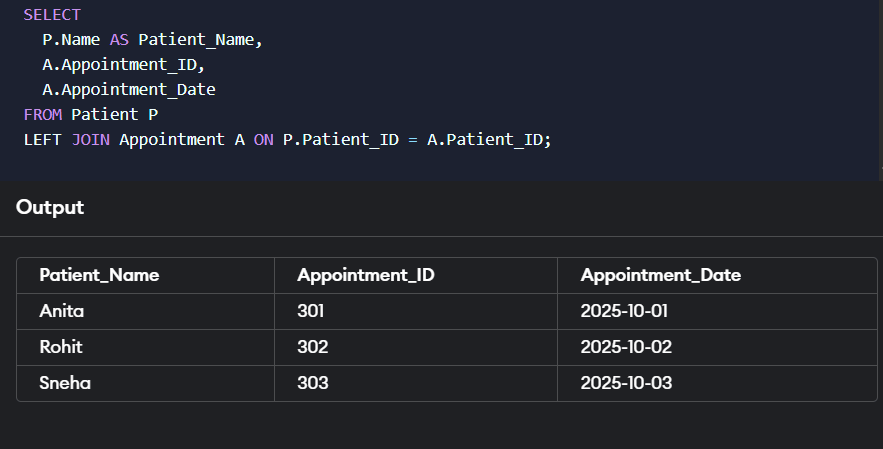 SELECT
P.Name AS Patient_Name,
A.Appointment_ID,
A.Appointment_Date
FROM Patient P
LEFT JOIN Appointment A ON P.Patient_ID = A.Patient_ID;
Output
Patient_Name Appointment_ID Appointment_Date
Anita 301 2025-10-01
Rohit 302 2025-10-02
Sneha 303 2025-10-03